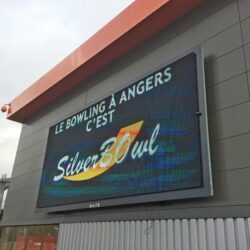 LE BOWLING À ANGERS
C'EST
SilverBOwl